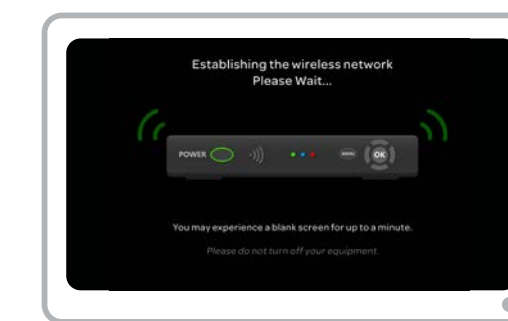 Establishing the wireless network
Please Wait...
POWER MENU OK
You may experience a blank screen for up to a minute.
Please do not turn off your equipment.